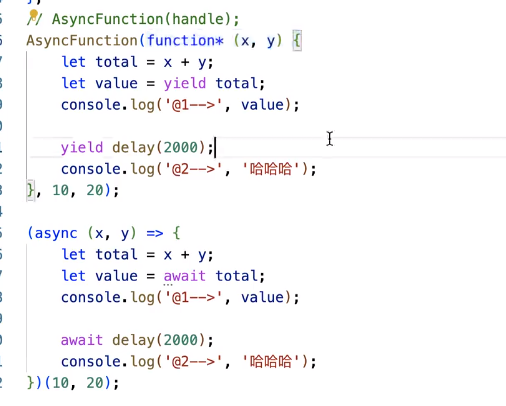 };
// AsyncFunction(handle);
AsyncFunction(function* (x, y) {
let total = x + y;
let value = yield total;
console.log('@1-->', value);
yield delay(2000);
console.log('@2-->', '哈哈哈');
}, 10, 20);
(async (x, y) => {
let total = x + y;
let value = await total;
console.log('@1-->', value);
await delay(2000);
console.log('@2-->', '哈哈哈');
})(10, 20);